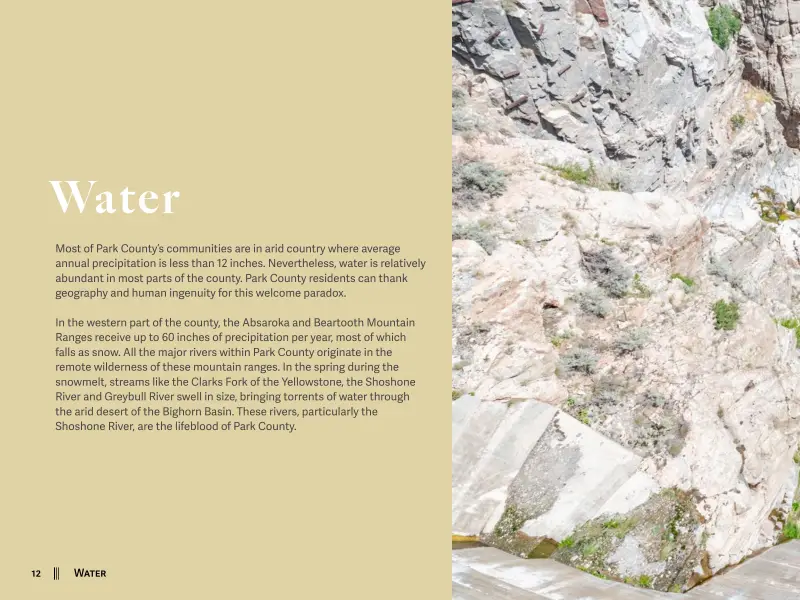 Water
Most of Park County's communities are in arid country where average
annual precipitation is less than 12 inches. Nevertheless, water is relatively
abundant in most parts of the county. Park County residents can thank
geography and human ingenuity for this welcome paradox.
In the western part of the county, the Absaroka and Beartooth Mountain
Ranges receive up to 60 inches of precipitation per year, most of which
falls as snow. All the major rivers within Park County originate in the
remote wilderness of these mountain ranges. In the spring during the
snowmelt, streams like the Clarks Fork of the Yellowstone, the Shoshone
River and Greybull River swell in size, bringing torrents of water through
the arid desert of the Bighorn Basin. These rivers, particularly the
Shoshone River, are the lifeblood of Park County.
12 Water